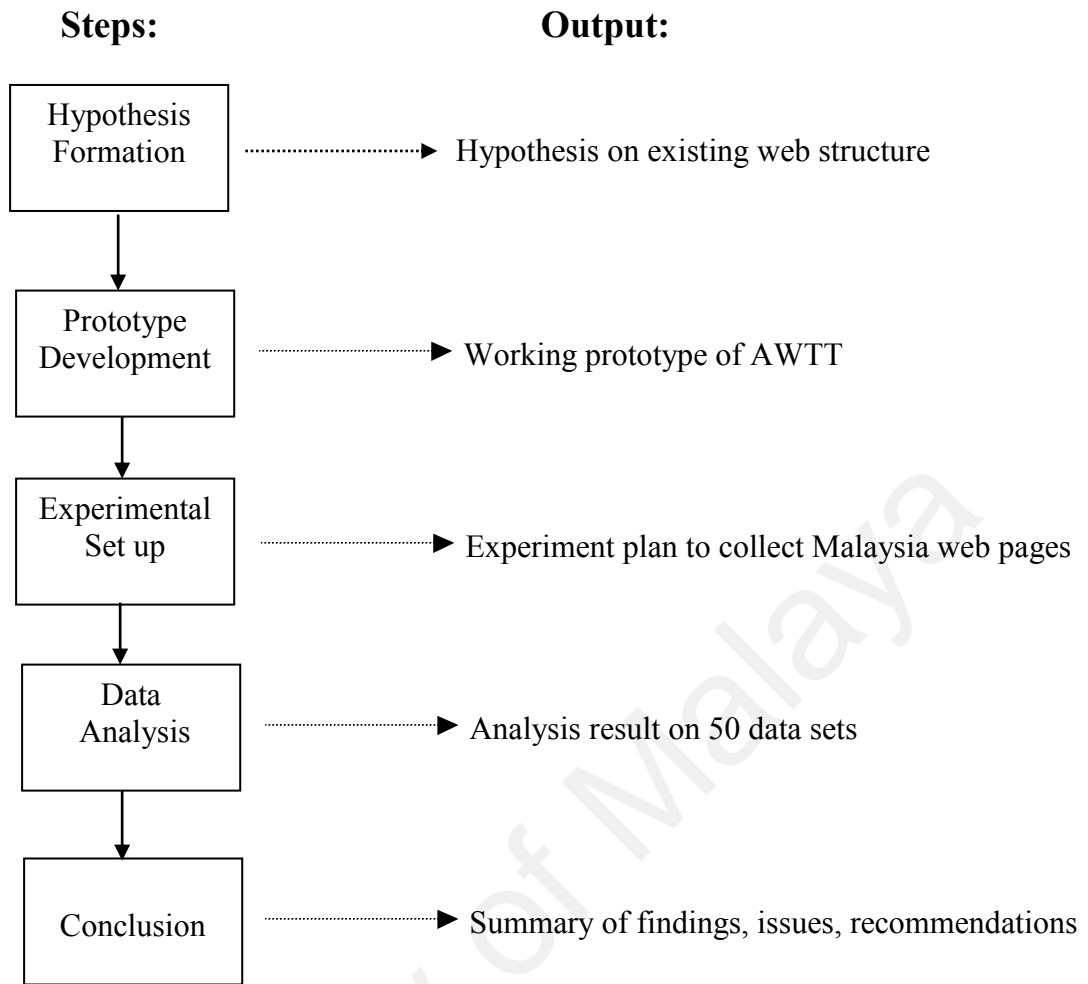 Steps: Output:
Hypothesis
Formation
Hypothesis on existing web structure
Prototype
Development
Working prototype of AWTT
Experimental
Set up
Experiment plan to collect Malaysia web pages
Data
Analysis
Analysis result on 50 data sets
Conclusion
Summary of findings, issues, recommendations
of Malaya